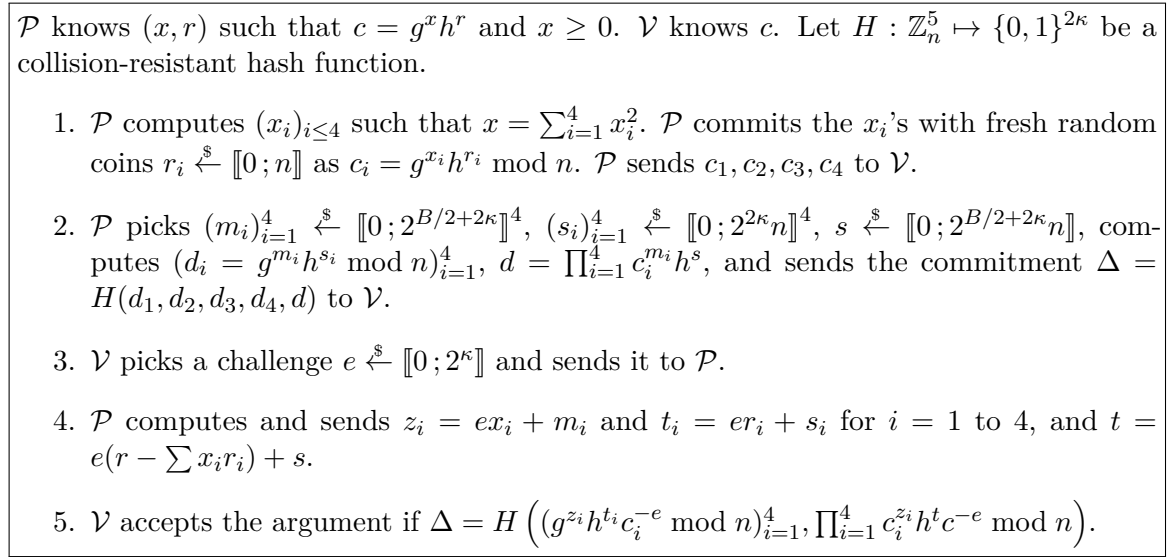 𝒫 knows (x, r) such that c = g^x h^r and x ≥ 0. 𝒱 knows c. Let H : ℤ_n^5 ↦ {0, 1}^{2κ} be a
collision-resistant hash function.
1. 𝒫 computes (x_i)_{i≤4} such that x = ∑_{i=1}^4 x_i^2. 𝒫 commits the x_i's with fresh random
coins r_i ←$ ⟦0 ; n⟧ as c_i = g^{x_i} h^{r_i} mod n. 𝒫 sends c_1, c_2, c_3, c_4 to 𝒱.
2. 𝒫 picks (m_i)_{i=1}^4 ←$ ⟦0 ; 2^{B/2+2κ}⟧^4, (s_i)_{i=1}^4 ←$ ⟦0 ; 2^{2κ}n⟧^4, s ←$ ⟦0 ; 2^{B/2+2κ}n⟧, com-
putes (d_i = g^{m_i} h^{s_i} mod n)_{i=1}^4, d = ∏_{i=1}^4 c_i^{m_i} h^s, and sends the commitment Δ =
H(d_1, d_2, d_3, d_4, d) to 𝒱.
3. 𝒱 picks a challenge e ←$ ⟦0 ; 2^κ⟧ and sends it to 𝒫.
4. 𝒫 computes and sends z_i = ex_i + m_i and t_i = er_i + s_i for i = 1 to 4, and t =
e(r − ∑ x_i r_i) + s.
5. 𝒱 accepts the argument if Δ = H ((g^{z_i} h^{t_i} c_i^{−e} mod n)_{i=1}^4, ∏_{i=1}^4 c_i^{z_i} h^t c^{−e} mod n).